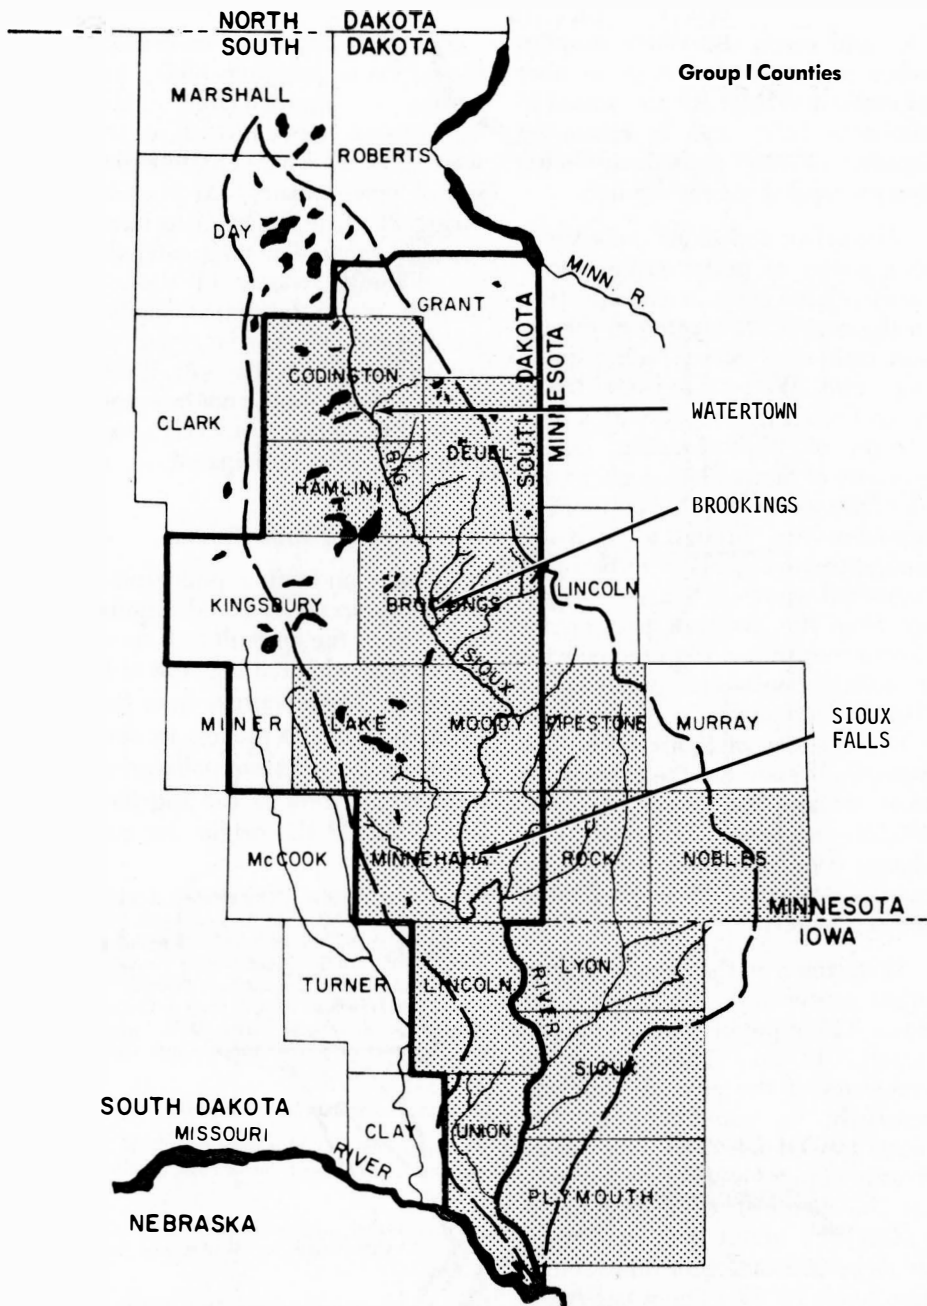 NORTH DAKOTA
SOUTH DAKOTA
Group I Counties
MARSHALL
ROBERTS
DAY
MINN. R.
GRANT
SOUTH DAKOTA
MINNESOTA
CODINGTON
CLARK
WATERTOWN
BIG
DEUEL
HAMLIN
BROOKINGS
LINCOLN
KINGSBURY
BROOKINGS
SIOUX
SIOUX
FALLS
MINER
LAKE
MOODY
PIPESTONE
MURRAY
McCOOK
MINNEHAHA
ROCK
NOBLES
MINNESOTA
IOWA
TURNER
LINCOLN
RIVER
LYON
SIOUX
SOUTH DAKOTA
MISSOURI
RIVER
CLAY
UNION
PLYMOUTH
NEBRASKA